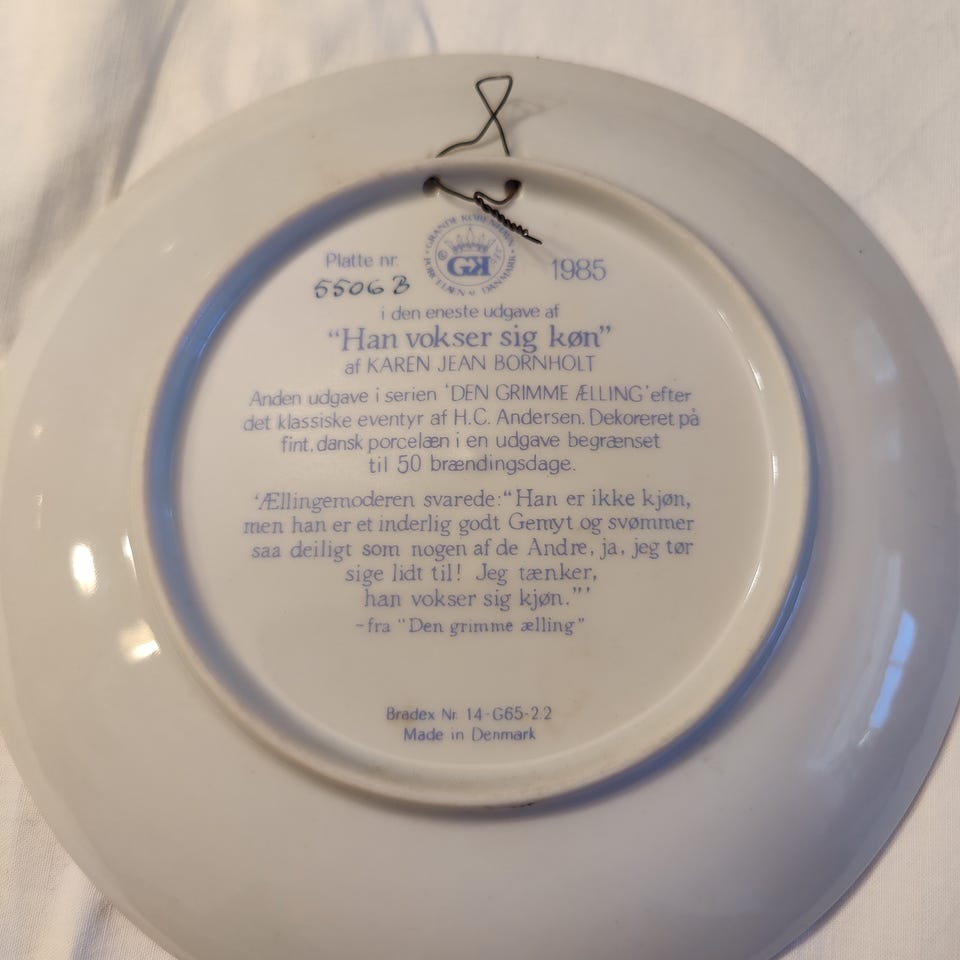 GRANDE KØBENHAVN
GK
PORCELÆN af DANMARK
Platte nr.
5506 B
1985
i den eneste udgave af
“Han vokser sig køn”
af KAREN JEAN BORNHOLT
Anden udgave i serien ‘DEN GRIMME ÆLLING’ efter
det klassiske eventyr af H.C. Andersen. Dekoreret på
fint, dansk porcelæn i en udgave begrænset
til 50 brændingsdage.
‘Ællingemoderen svarede: “Han er ikke kjøn,
men han er et inderlig godt Gemyt og svømmer
saa deiligt som nogen af de Andre, ja, jeg tør
sige lidt til! Jeg tænker,
han vokser sig kjøn.”’
-fra “Den grimme ælling”
Bradex Nr. 14-G65-2.2
Made in Denmark